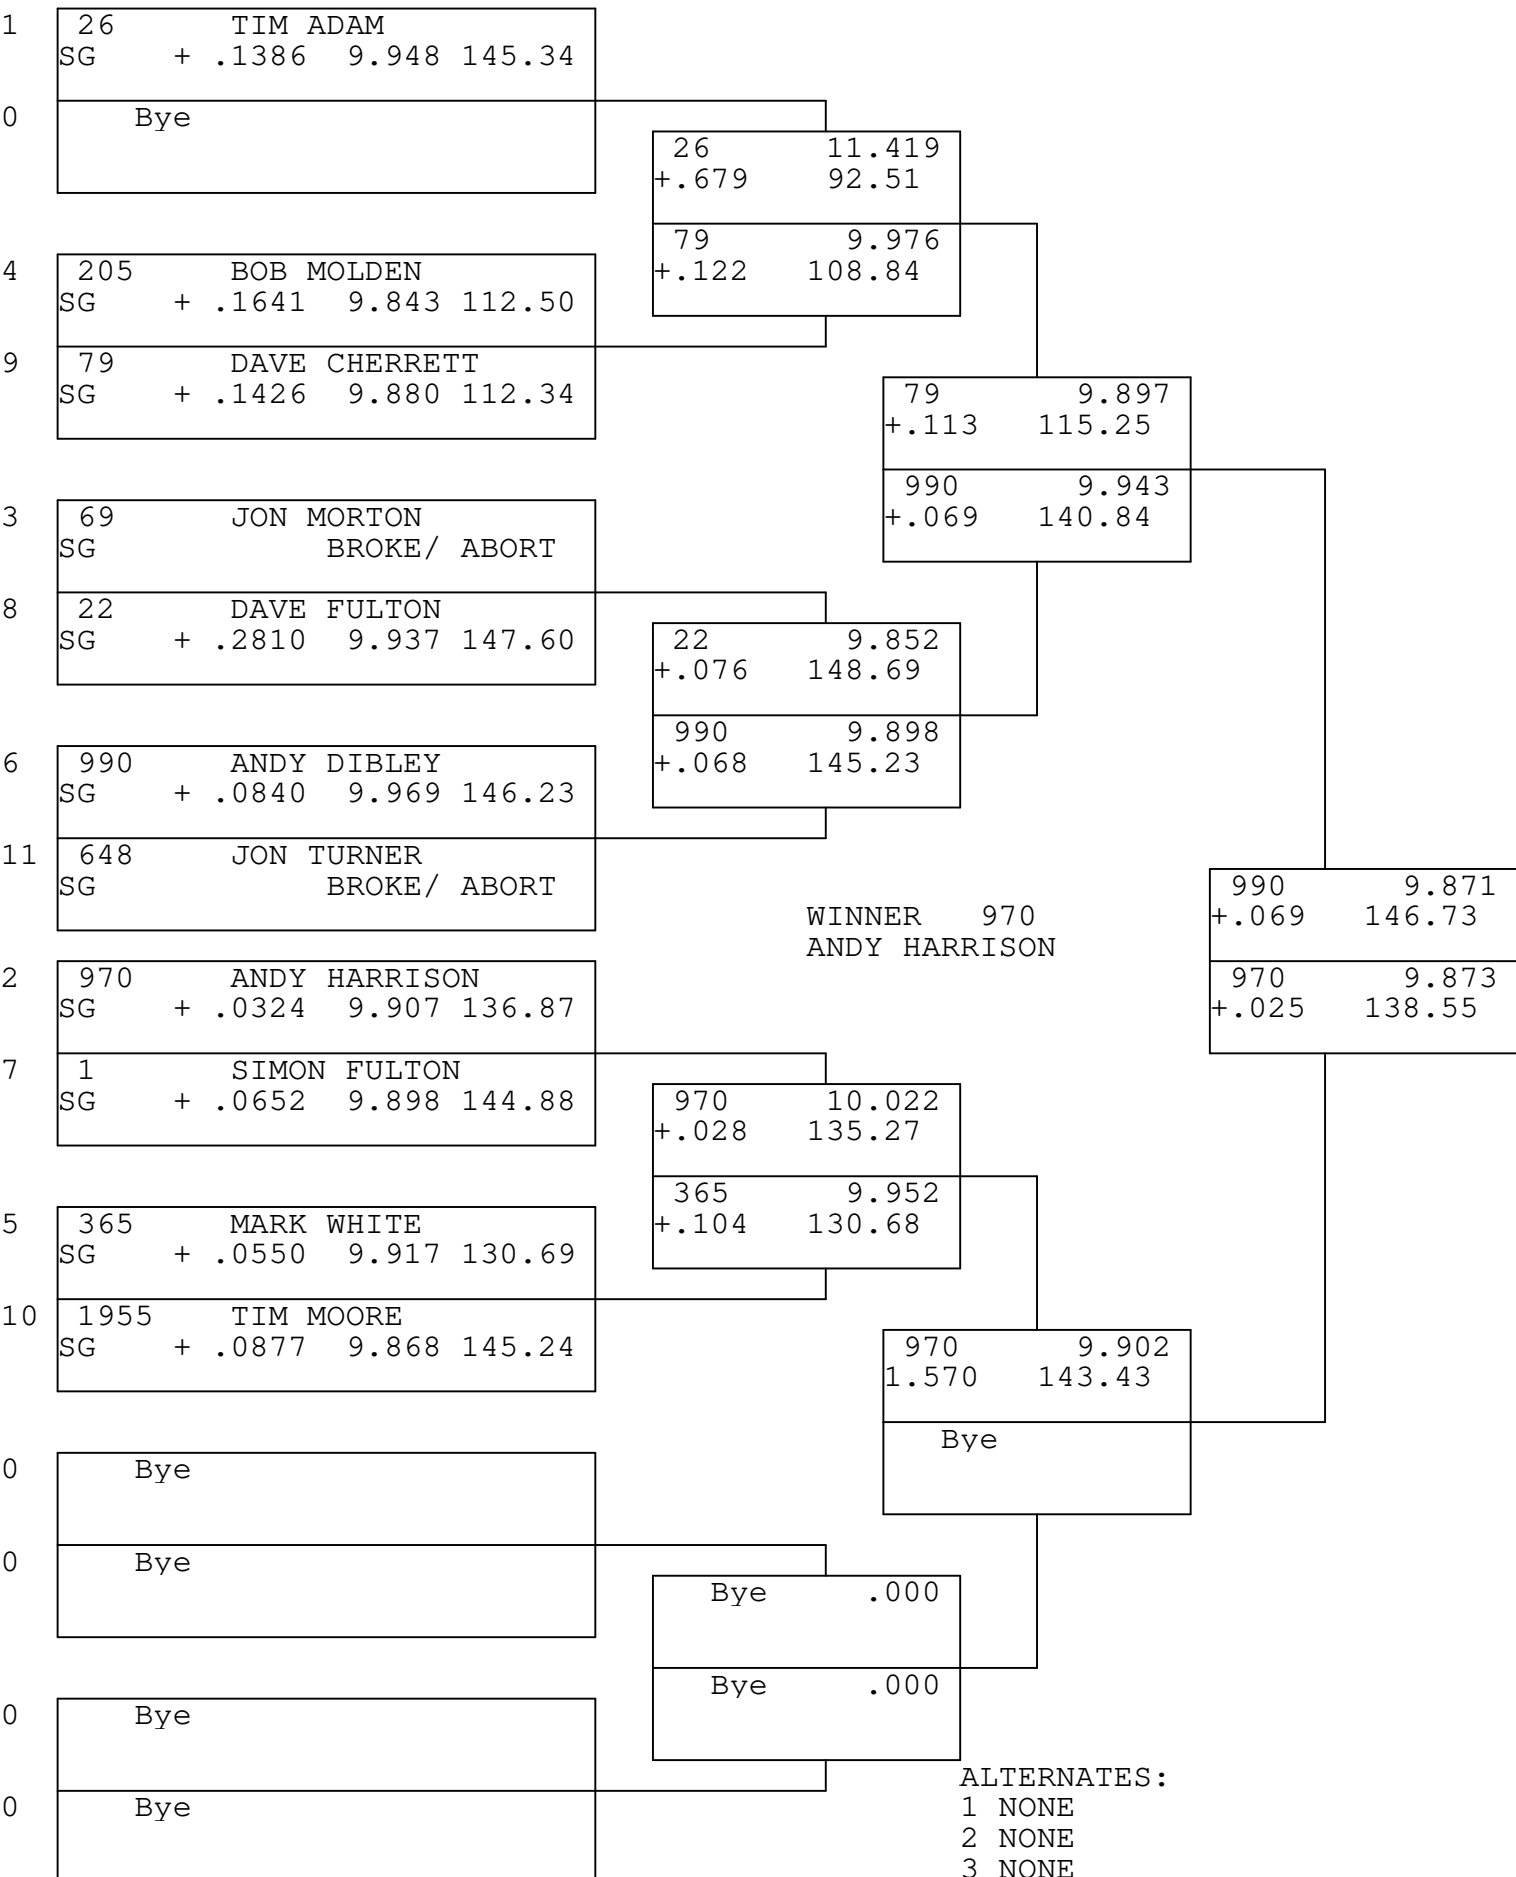 1 26 TIM ADAM
SG + .1386 9.948 145.34
0 Bye
26 11.419
+.679 92.51
79 9.976
+.122 108.84
4 205 BOB MOLDEN
SG + .1641 9.843 112.50
9 79 DAVE CHERRETT
SG + .1426 9.880 112.34
79 9.897
+.113 115.25
990 9.943
+.069 140.84
3 69 JON MORTON
SG BROKE/ ABORT
8 22 DAVE FULTON
SG + .2810 9.937 147.60
22 9.852
+.076 148.69
990 9.898
+.068 145.23
6 990 ANDY DIBLEY
SG + .0840 9.969 146.23
11 648 JON TURNER
SG BROKE/ ABORT
WINNER 970
ANDY HARRISON
990 9.871
+.069 146.73
970 9.873
+.025 138.55
2 970 ANDY HARRISON
SG + .0324 9.907 136.87
7 1 SIMON FULTON
SG + .0652 9.898 144.88
970 10.022
+.028 135.27
365 9.952
+.104 130.68
5 365 MARK WHITE
SG + .0550 9.917 130.69
10 1955 TIM MOORE
SG + .0877 9.868 145.24
970 9.902
1.570 143.43
Bye
0 Bye
0 Bye
Bye .000
Bye .000
0 Bye
0 Bye
ALTERNATES:
1 NONE
2 NONE
3 NONE